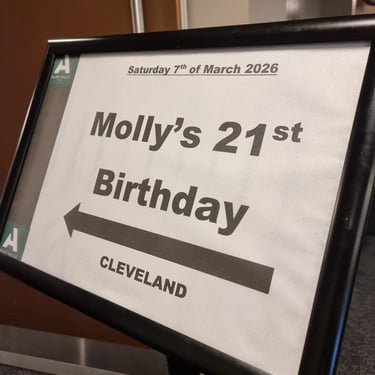 Saturday 7th of March 2026
Molly's 21st
Birthday
CLEVELAND